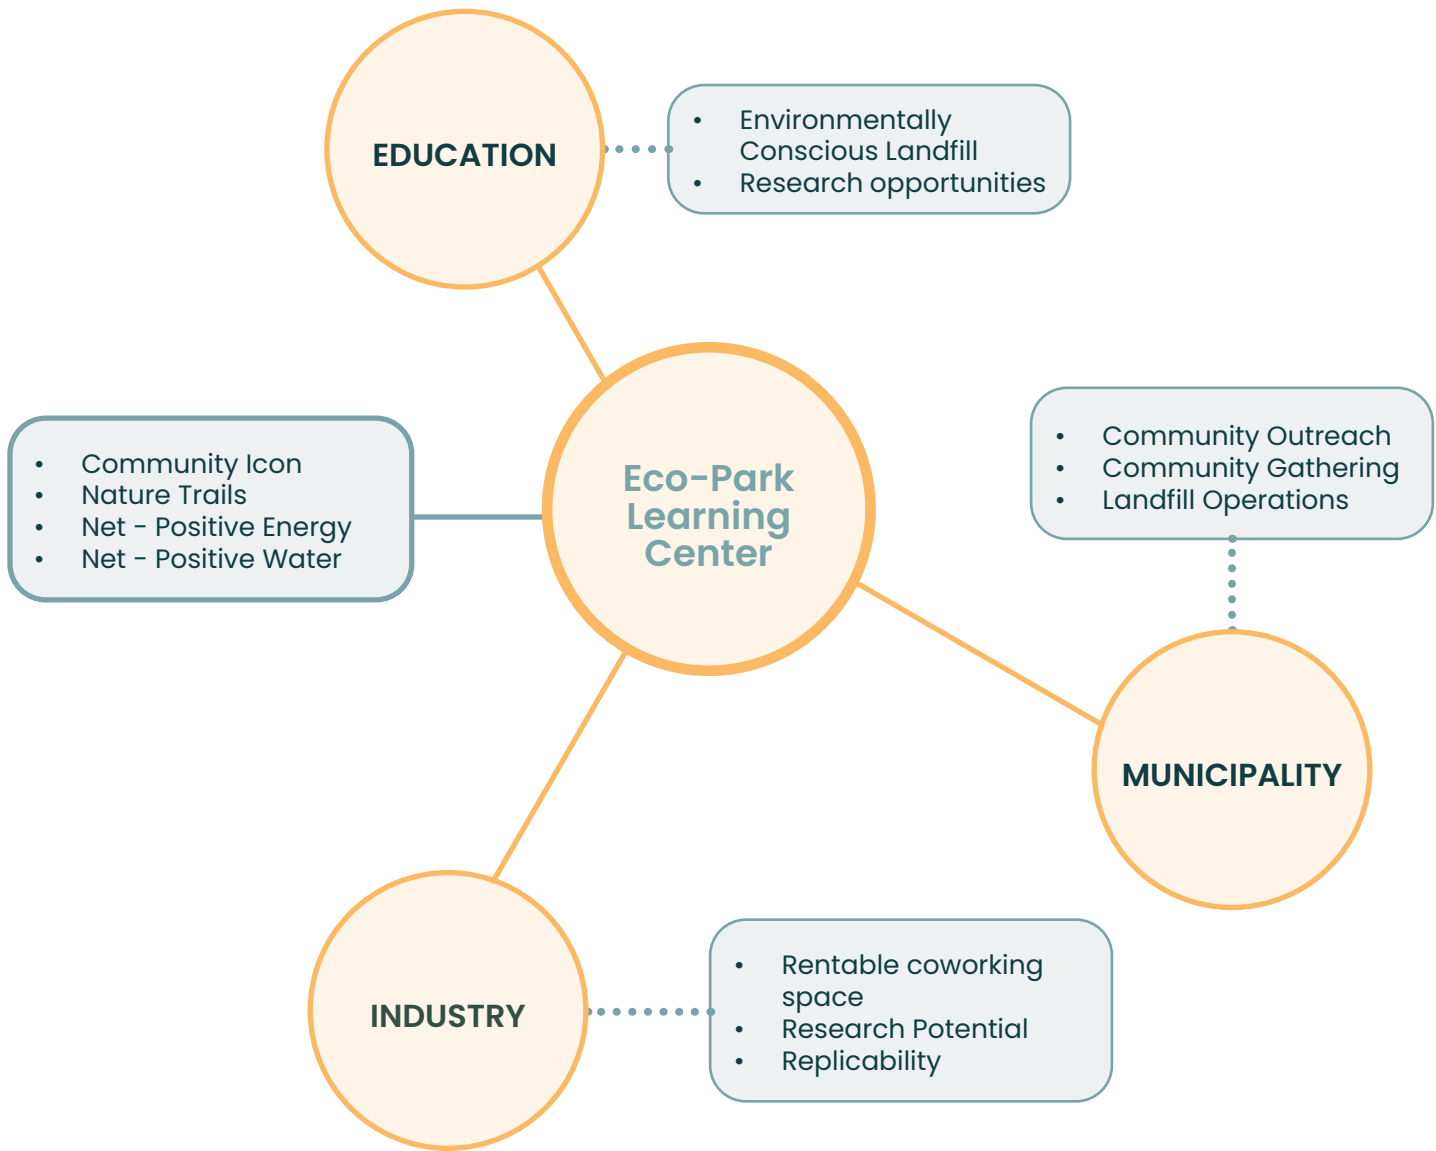 EDUCATION
• Environmentally
Conscious Landfill
• Research opportunities
• Community Icon
• Nature Trails
• Net - Positive Energy
• Net - Positive Water
Eco-Park
Learning
Center
• Community Outreach
• Community Gathering
• Landfill Operations
MUNICIPALITY
INDUSTRY
• Rentable coworking
space
• Research Potential
• Replicability